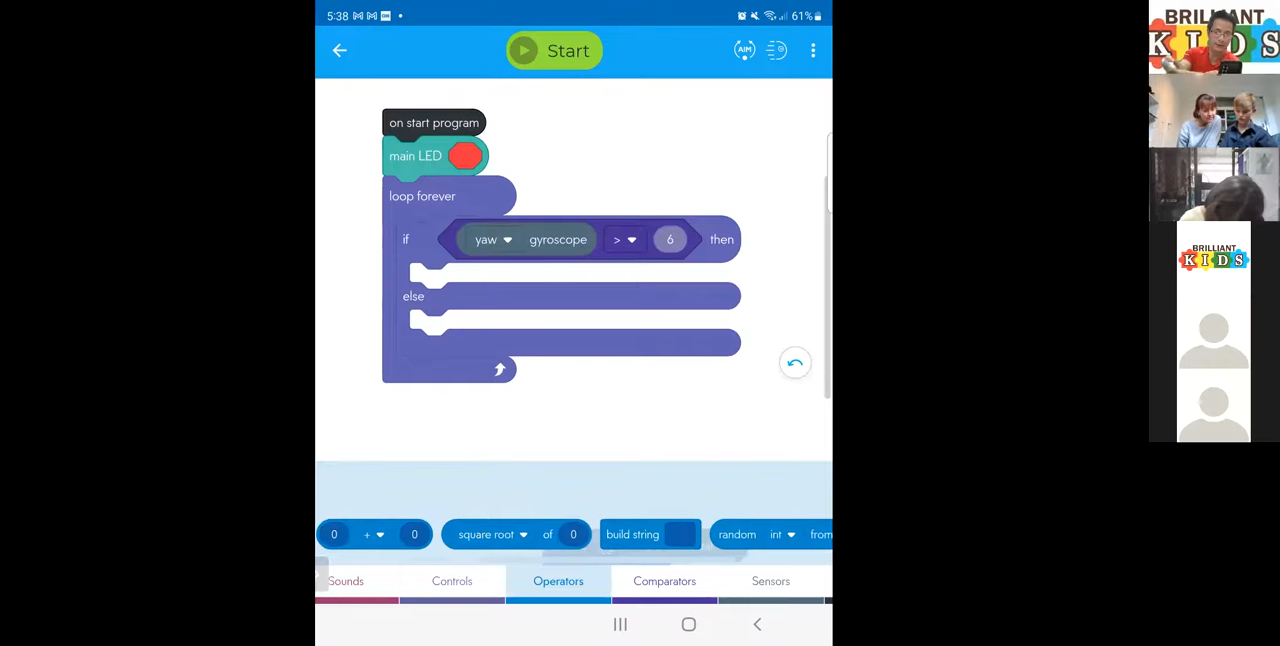 5:38
61%
Start
AIM
on start program
main LED
loop forever
if yaw gyroscope > 6 then
else
0 + 0
square root of 0
build string
random int from
Sounds
Controls
Operators
Comparators
Sensors
BRILLIANT
KIDS
BRILLIANT
KIDS